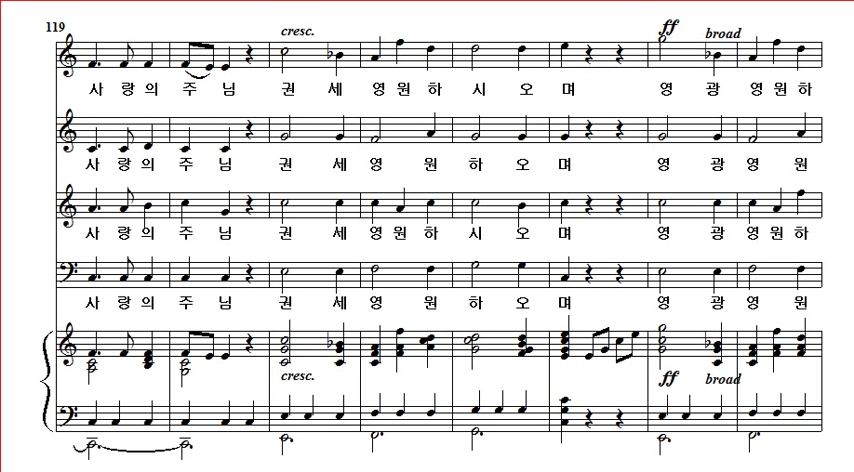 119
cresc.
ff broad
사 랑 의 주 님 권 세 영 원 하 시 오 며 영 광 영 원 하
사 랑 의 주 님 권 세 영 원 하 오 며 영 광 영 원
사 랑 의 주 님 권 세 영 원 하 시 오 며 영 광 영 원 하
사 랑 의 주 님 권 세 영 원 하 오 며 영 광 영 원
cresc. ff broad